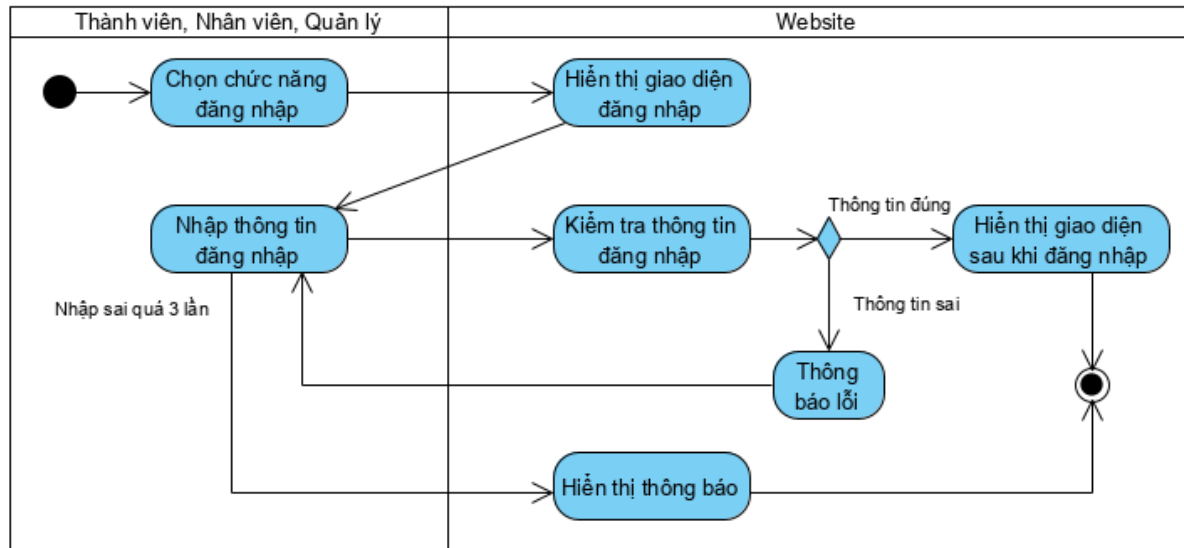 Thành viên, Nhân viên, Quản lý
Website
Chọn chức năng
đăng nhập
Hiển thị giao diện
đăng nhập
Nhập thông tin
đăng nhập
Kiểm tra thông tin
đăng nhập
Thông tin đúng
Hiển thị giao diện
sau khi đăng nhập
Nhập sai quá 3 lần
Thông tin sai
Thông
báo lỗi
Hiển thị thông báo